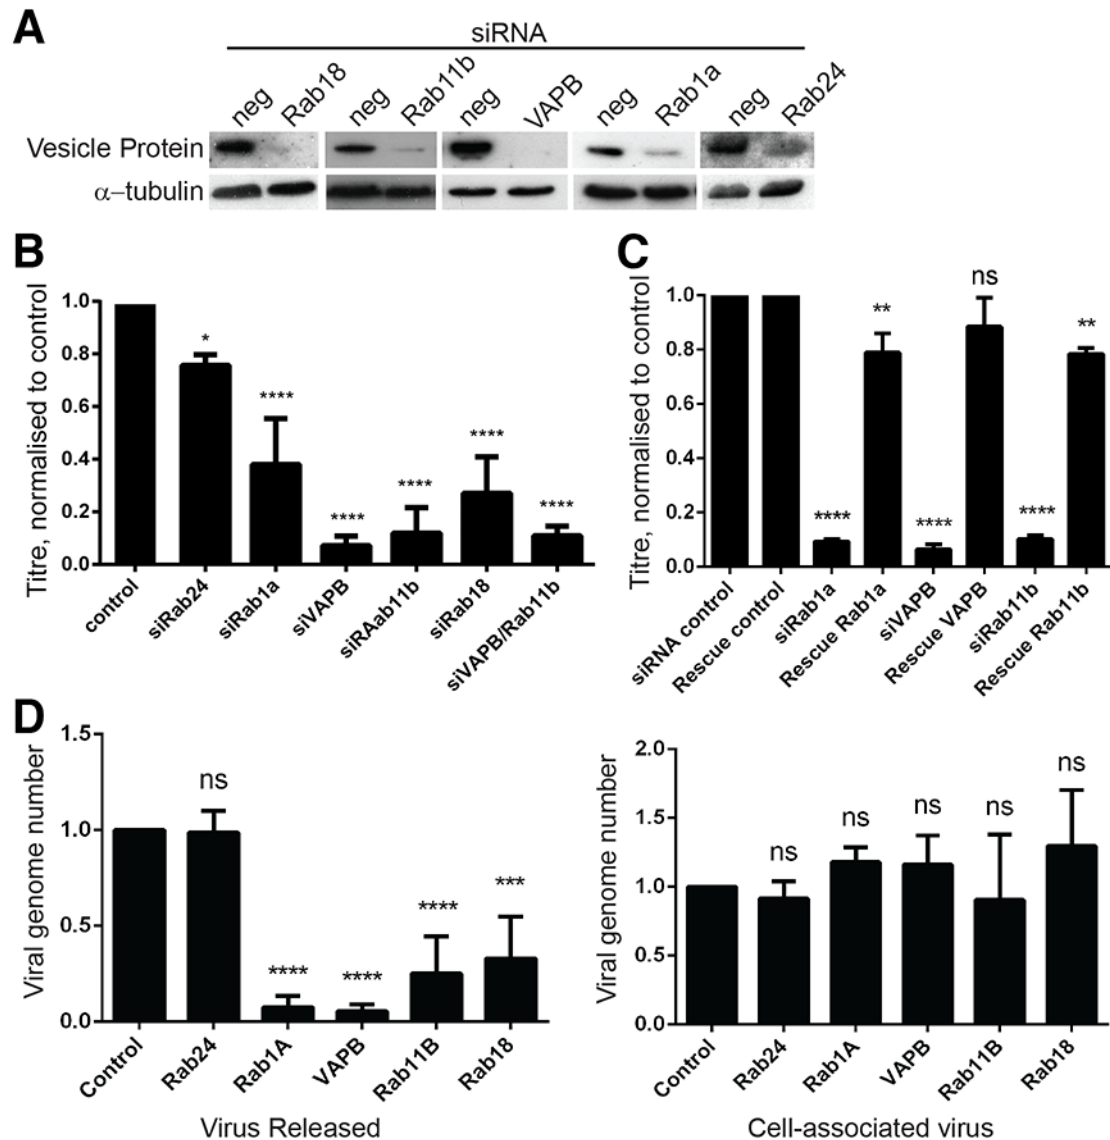 A
siRNA
neg Rab18 neg Rab11b neg VAPB neg Rab1a neg Rab24
Vesicle Protein
α–tubulin
B
Titre, normalised to control
1.0
0.8
0.6
0.4
0.2
0.0
* **** **** **** **** ****
control siRab24 siRab1a siVAPB siRAab11b siRab18 siVAPB/Rab11b
C
Titre, normalised to control
1.0
0.8
0.6
0.4
0.2
0.0
**** ** **** ns **** **
siRNA control Rescue control siRab1a Rescue Rab1a siVAPB Rescue VAPB siRab11b Rescue Rab11b
D
Viral genome number
1.5
1.0
0.5
0.0
ns **** **** **** ***
Control Rab24 Rab1A VAPB Rab11B Rab18
Virus Released
Viral genome number
2.0
1.5
1.0
0.5
0.0
ns ns ns ns ns
Control Rab24 Rab1A VAPB Rab11B Rab18
Cell-associated virus